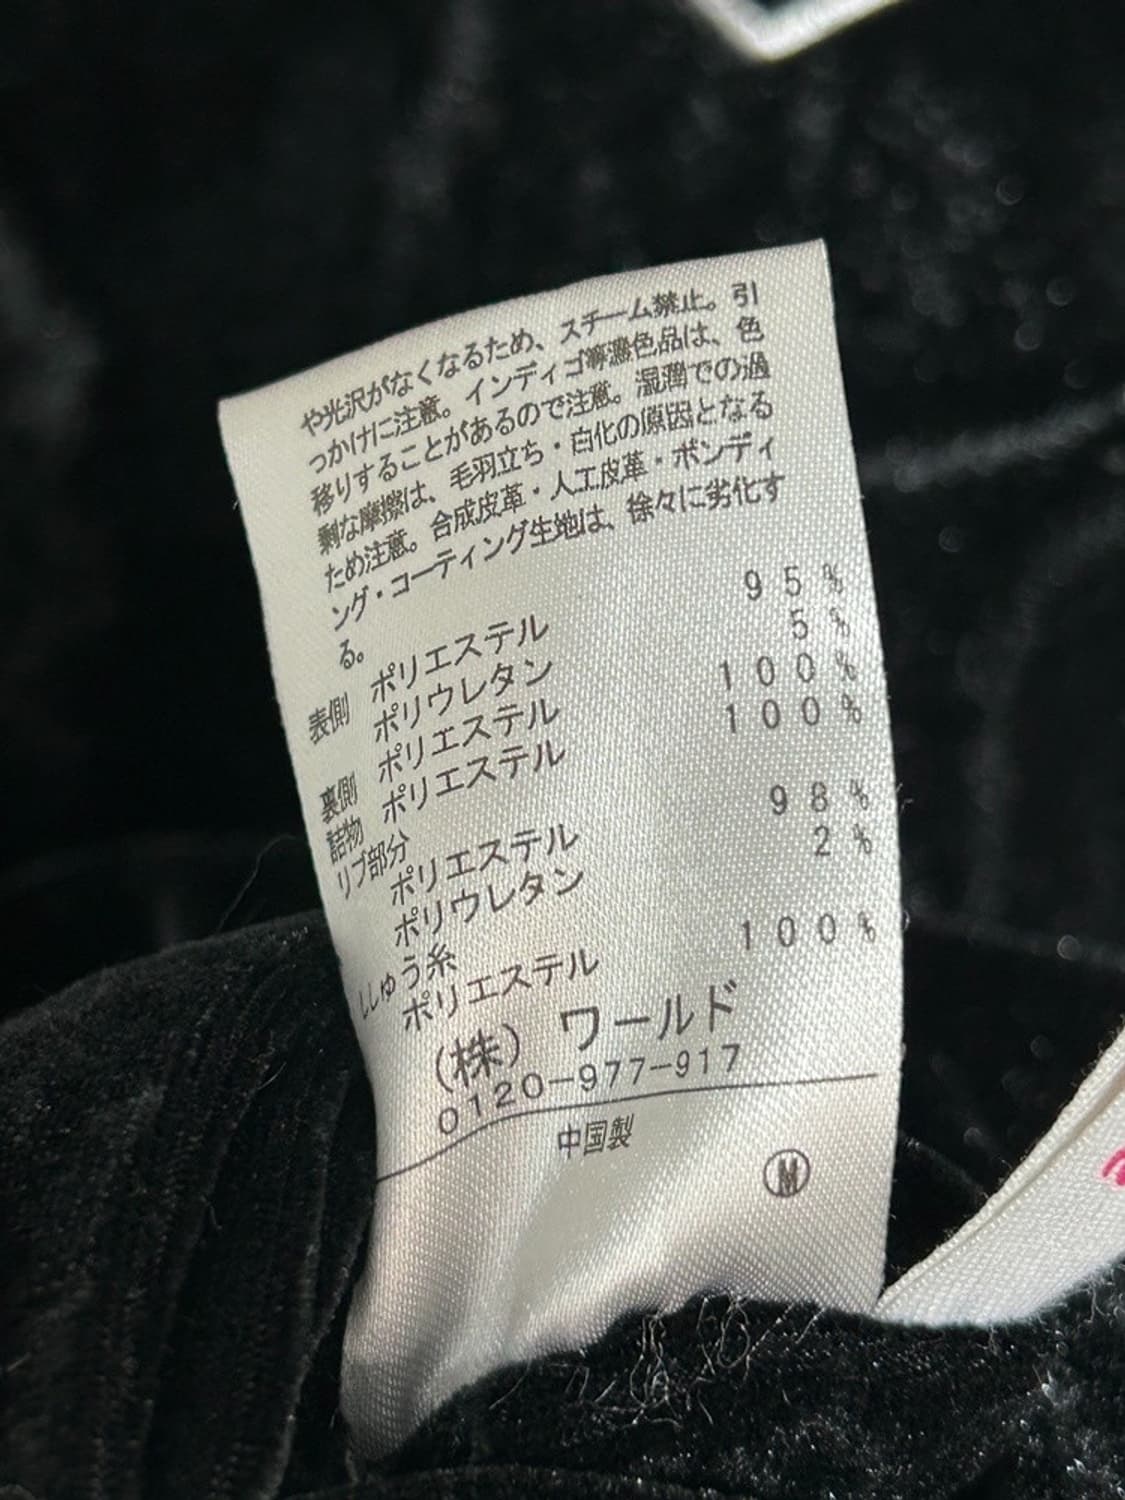 や光沢がなくなるため、スチーム禁止。引
っかけに注意。インディゴ等濃色品は、色
移りすることがあるので注意。湿潤での過
剰な摩擦は、毛羽立ち・白化の原因となる
ため注意。合成皮革・人工皮革・ボンディ
ング・コーティング生地は、徐々に劣化す
る。
表側 ポリエステル 95%
ポリウレタン 5%
裏側 ポリエステル 100%
詰物 ポリエステル 100%
リブ部分
ポリエステル 98%
ポリウレタン 2%
ししゅう糸
ポリエステル 100%
(株) ワールド
0120-977-917
中国製
M